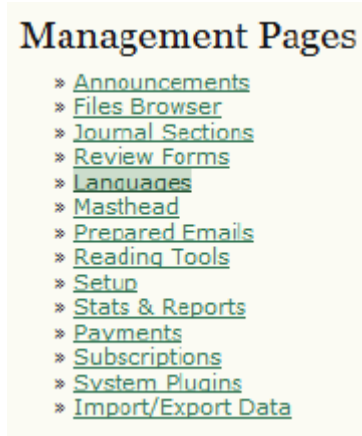 Management Pages
» Announcements
» Files Browser
» Journal Sections
» Review Forms
» Languages
» Masthead
» Prepared Emails
» Reading Tools
» Setup
» Stats & Reports
» Payments
» Subscriptions
» System Plugins
» Import/Export Data